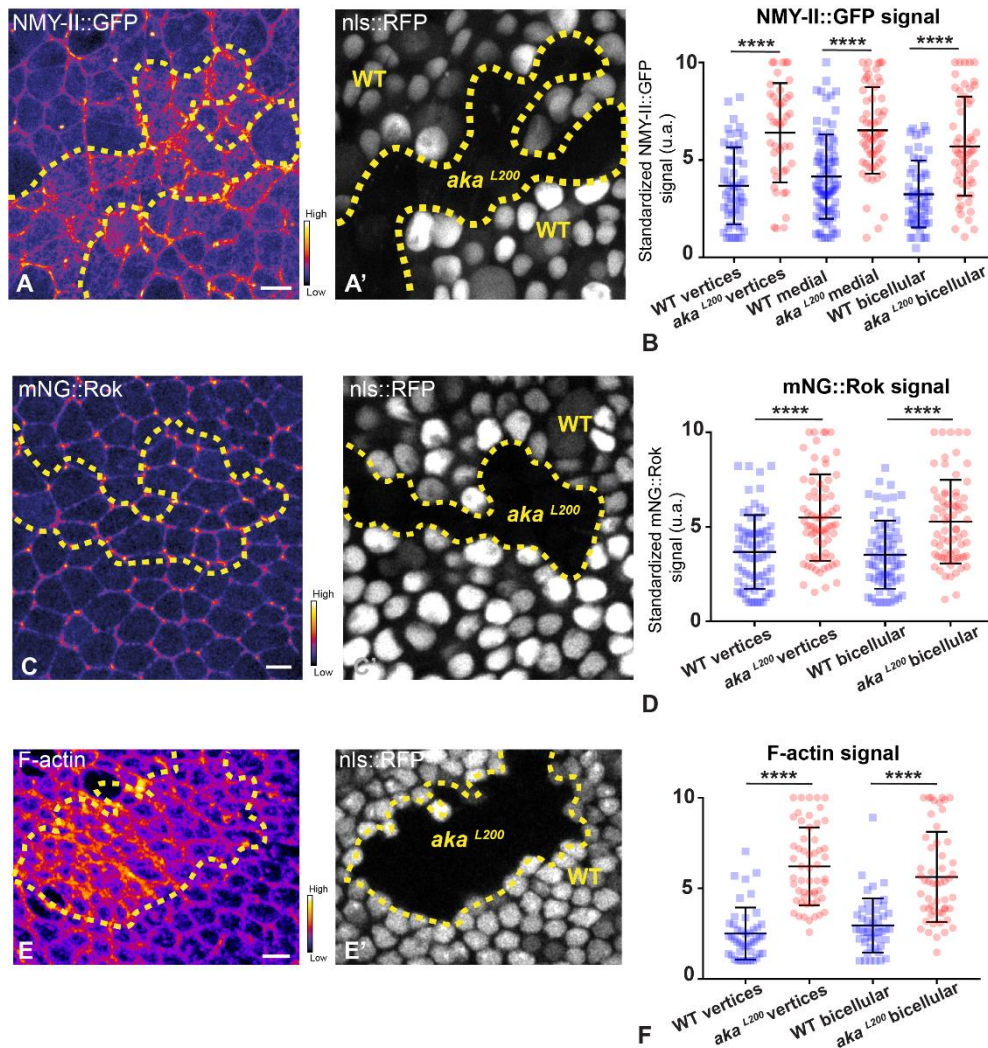 NMY-II::GFP
High
Low
A
nls::RFP
WT
aka L200
WT
A'
NMY-II::GFP signal
**** **** ****
Standardized NMY-II::GFP
signal (u.a.)
10
5
0
WT vertices
aka L200 vertices
WT medial
aka L200 medial
WT bicellular
aka L200 bicellular
B
mNG::Rok
High
Low
C
nls::RFP
WT
aka L200
C'
mNG::Rok signal
**** ****
Standardized mNG::Rok
signal (u.a.)
10
5
0
WT vertices
aka L200 vertices
WT bicellular
aka L200 bicellular
D
F-actin
High
Low
E
nls::RFP
aka L200
WT
E'
F-actin signal
**** ****
10
5
0
WT vertices
aka L200 vertices
WT bicellular
aka L200 bicellular
F